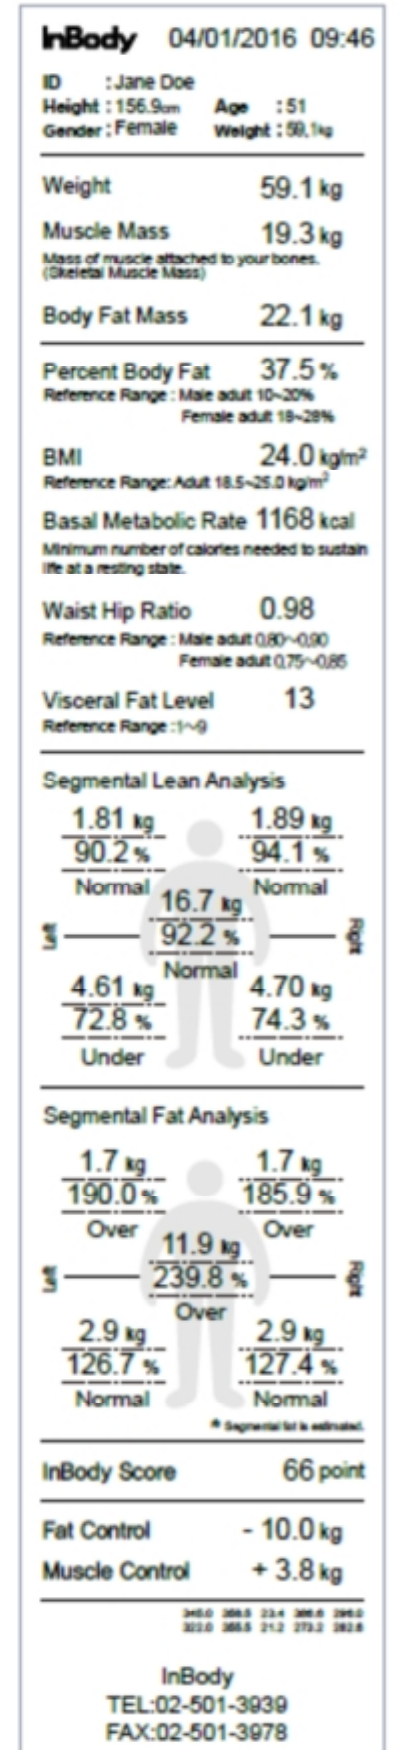 InBody 04/01/2016 09:46
ID : Jane Doe
Height : 156.9cm Age : 51
Gender : Female Weight : 59.1kg
Weight 59.1 kg
Muscle Mass 19.3 kg
Mass of muscle attached to your bones.
(Skeletal Muscle Mass)
Body Fat Mass 22.1 kg
Percent Body Fat 37.5 %
Reference Range : Male adult 10~20%
Female adult 18~28%
BMI 24.0 kg/m²
Reference Range: Adult 18.5~25.0 kg/m²
Basal Metabolic Rate 1168 kcal
Minimum number of calories needed to sustain
life at a resting state.
Waist Hip Ratio 0.98
Reference Range : Male adult 0.80~0.90
Female adult 0.75~0.85
Visceral Fat Level 13
Reference Range :1~9
Segmental Lean Analysis
1.81 kg 1.89 kg
90.2 % 94.1 %
Normal Normal
16.7 kg
Left 92.2 % Right
Normal
4.61 kg 4.70 kg
72.8 % 74.3 %
Under Under
Segmental Fat Analysis
1.7 kg 1.7 kg
190.0 % 185.9 %
Over Over
11.9 kg
Left 239.8 % Right
Over
2.9 kg 2.9 kg
126.7 % 127.4 %
Normal Normal
* Segmental fat is estimated.
InBody Score 66 point
Fat Control - 10.0 kg
Muscle Control + 3.8 kg
InBody
TEL:02-501-3939
FAX:02-501-3978